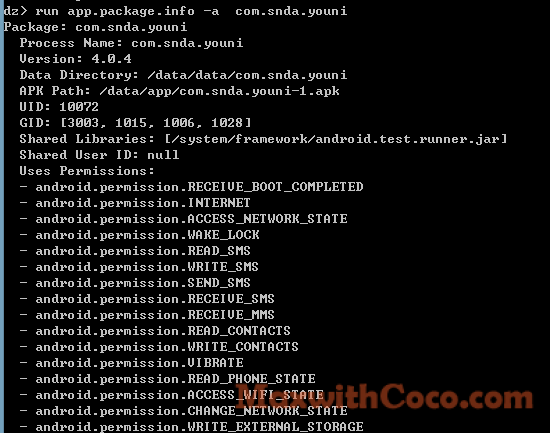 dz> run app.package.info -a  com.snda.youni
Package: com.snda.youni
  Process Name: com.snda.youni
  Version: 4.0.4
  Data Directory: /data/data/com.snda.youni
  APK Path: /data/app/com.snda.youni-1.apk
  UID: 10072
  GID: [3003, 1015, 1006, 1028]
  Shared Libraries: [/system/framework/android.test.runner.jar]
  Shared User ID: null
  Uses Permissions:
  - android.permission.RECEIVE_BOOT_COMPLETED
  - android.permission.INTERNET
  - android.permission.ACCESS_NETWORK_STATE
  - android.permission.WAKE_LOCK
  - android.permission.READ_SMS
  - android.permission.WRITE_SMS
  - android.permission.SEND_SMS
  - android.permission.RECEIVE_SMS
  - android.permission.RECEIVE_MMS
  - android.permission.READ_CONTACTS
  - android.permission.WRITE_CONTACTS
  - android.permission.VIBRATE
  - android.permission.READ_PHONE_STATE
  - android.permission.ACCESS_WIFI_STATE
  - android.permission.CHANGE_NETWORK_STATE
  - android.permission.WRITE_EXTERNAL_STORAGE
MoxwithCoco.com